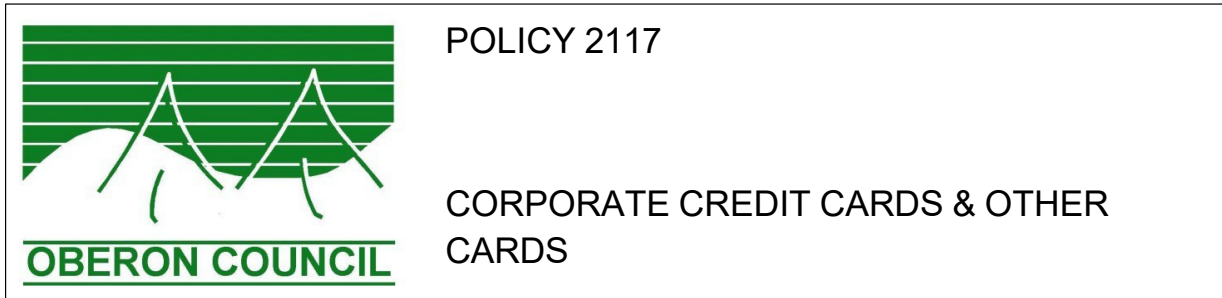 POLICY 2117
CORPORATE CREDIT CARDS & OTHER
CARDS
OBERON COUNCIL